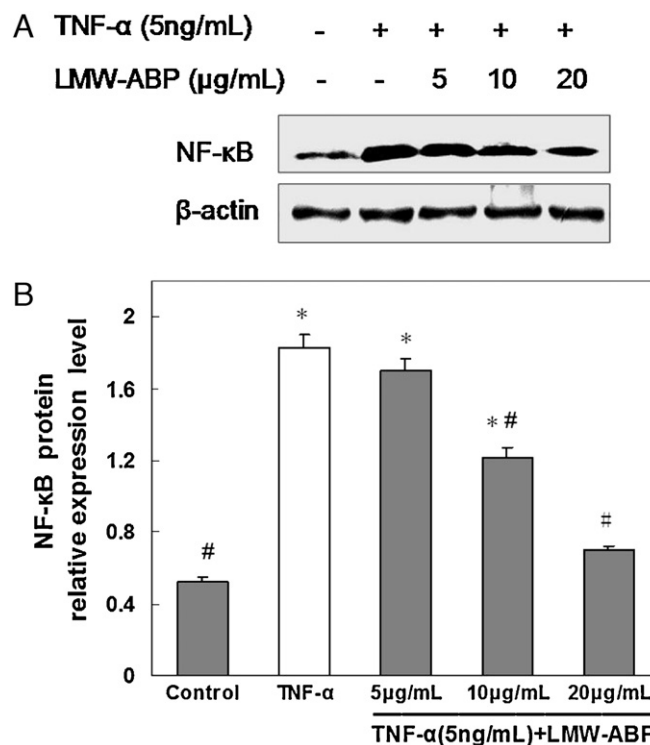 A TNF-α (5ng/mL) - + + + +
LMW-ABP (μg/mL) - - 5 10 20
NF-κB
β-actin
B
NF-κB protein
relative expression level
2
1.6
1.2
0.8
0.4
0
#
*
*
*#
#
Control TNF-α 5μg/mL 10μg/mL 20μg/mL
TNF-α(5ng/mL)+LMW-ABP